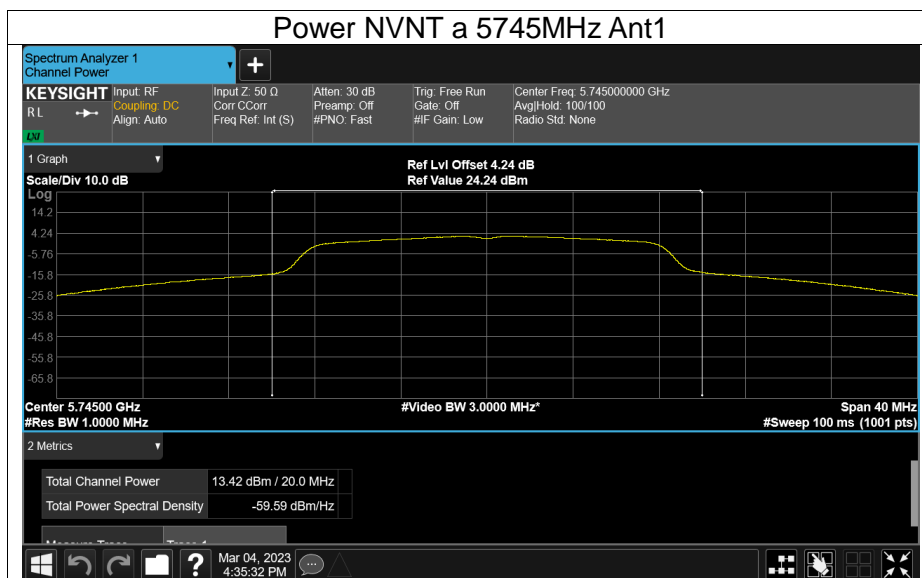 Power NVNT a 5745MHz Ant1
Spectrum Analyzer 1
Channel Power
KEYSIGHT
R L
LXI
Input: RF
Coupling: DC
Align: Auto
Input Z: 50 Ω
Corr CCorr
Freq Ref: Int (S)
Atten: 30 dB
Preamp: Off
#PNO: Fast
Trig: Free Run
Gate: Off
#IF Gain: Low
Center Freq: 5.745000000 GHz
Avg|Hold: 100/100
Radio Std: None
1 Graph
Scale/Div 10.0 dB
Ref Lvl Offset 4.24 dB
Ref Value 24.24 dBm
Log
14.2
4.24
-5.76
-15.8
-25.8
-35.8
-45.8
-55.8
-65.8
Center 5.74500 GHz
#Video BW 3.0000 MHz*
Span 40 MHz
#Res BW 1.0000 MHz
#Sweep 100 ms (1001 pts)
2 Metrics
Total Channel Power 13.42 dBm / 20.0 MHz
Total Power Spectral Density -59.59 dBm/Hz
Measure Trace Trace 1
Mar 04, 2023
4:35:32 PM